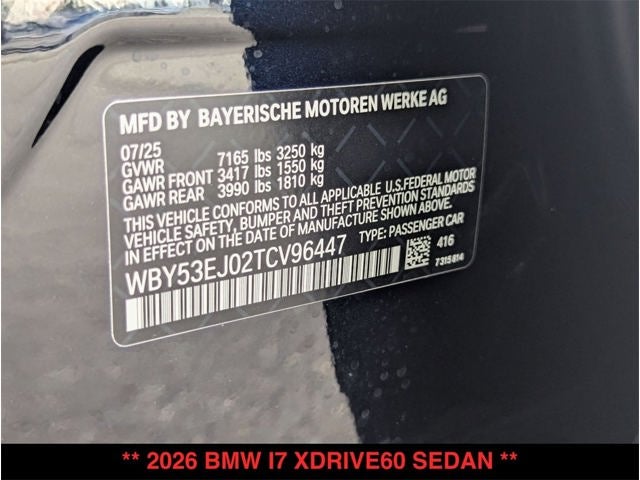 MFD BY BAYERISCHE MOTOREN WERKE AG
07/25
GVWR 7165 lbs 3250 kg
GAWR FRONT 3417 lbs 1550 kg
GAWR REAR 3990 lbs 1810 kg
THIS VEHICLE CONFORMS TO ALL APPLICABLE U.S.FEDERAL MOTOR
VEHICLE SAFETY, BUMPER AND THEFT PREVENTION STANDARDS
IN EFFECT ON THE DATE OF MANUFACTURE SHOWN ABOVE.
WBY53EJ02TCV96447 TYPE: PASSENGER CAR
416
7315814
** 2026 BMW I7 XDRIVE60 SEDAN **